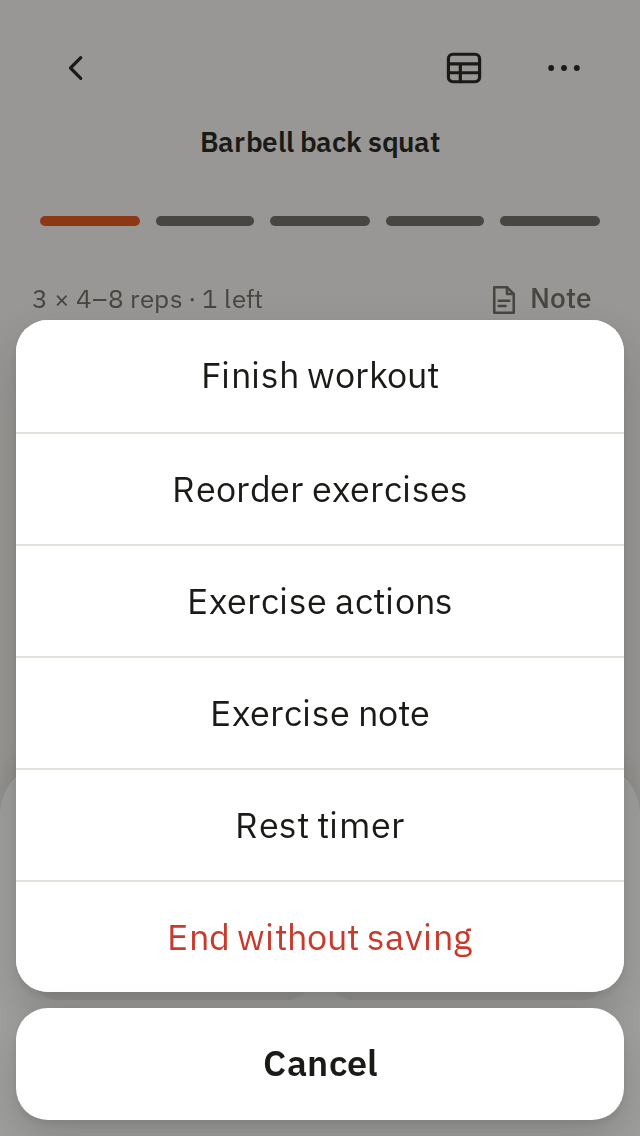 Barbell back squat
3 × 4–8 reps · 1 left
Note
Finish workout
Reorder exercises
Exercise actions
Exercise note
Rest timer
End without saving
Cancel